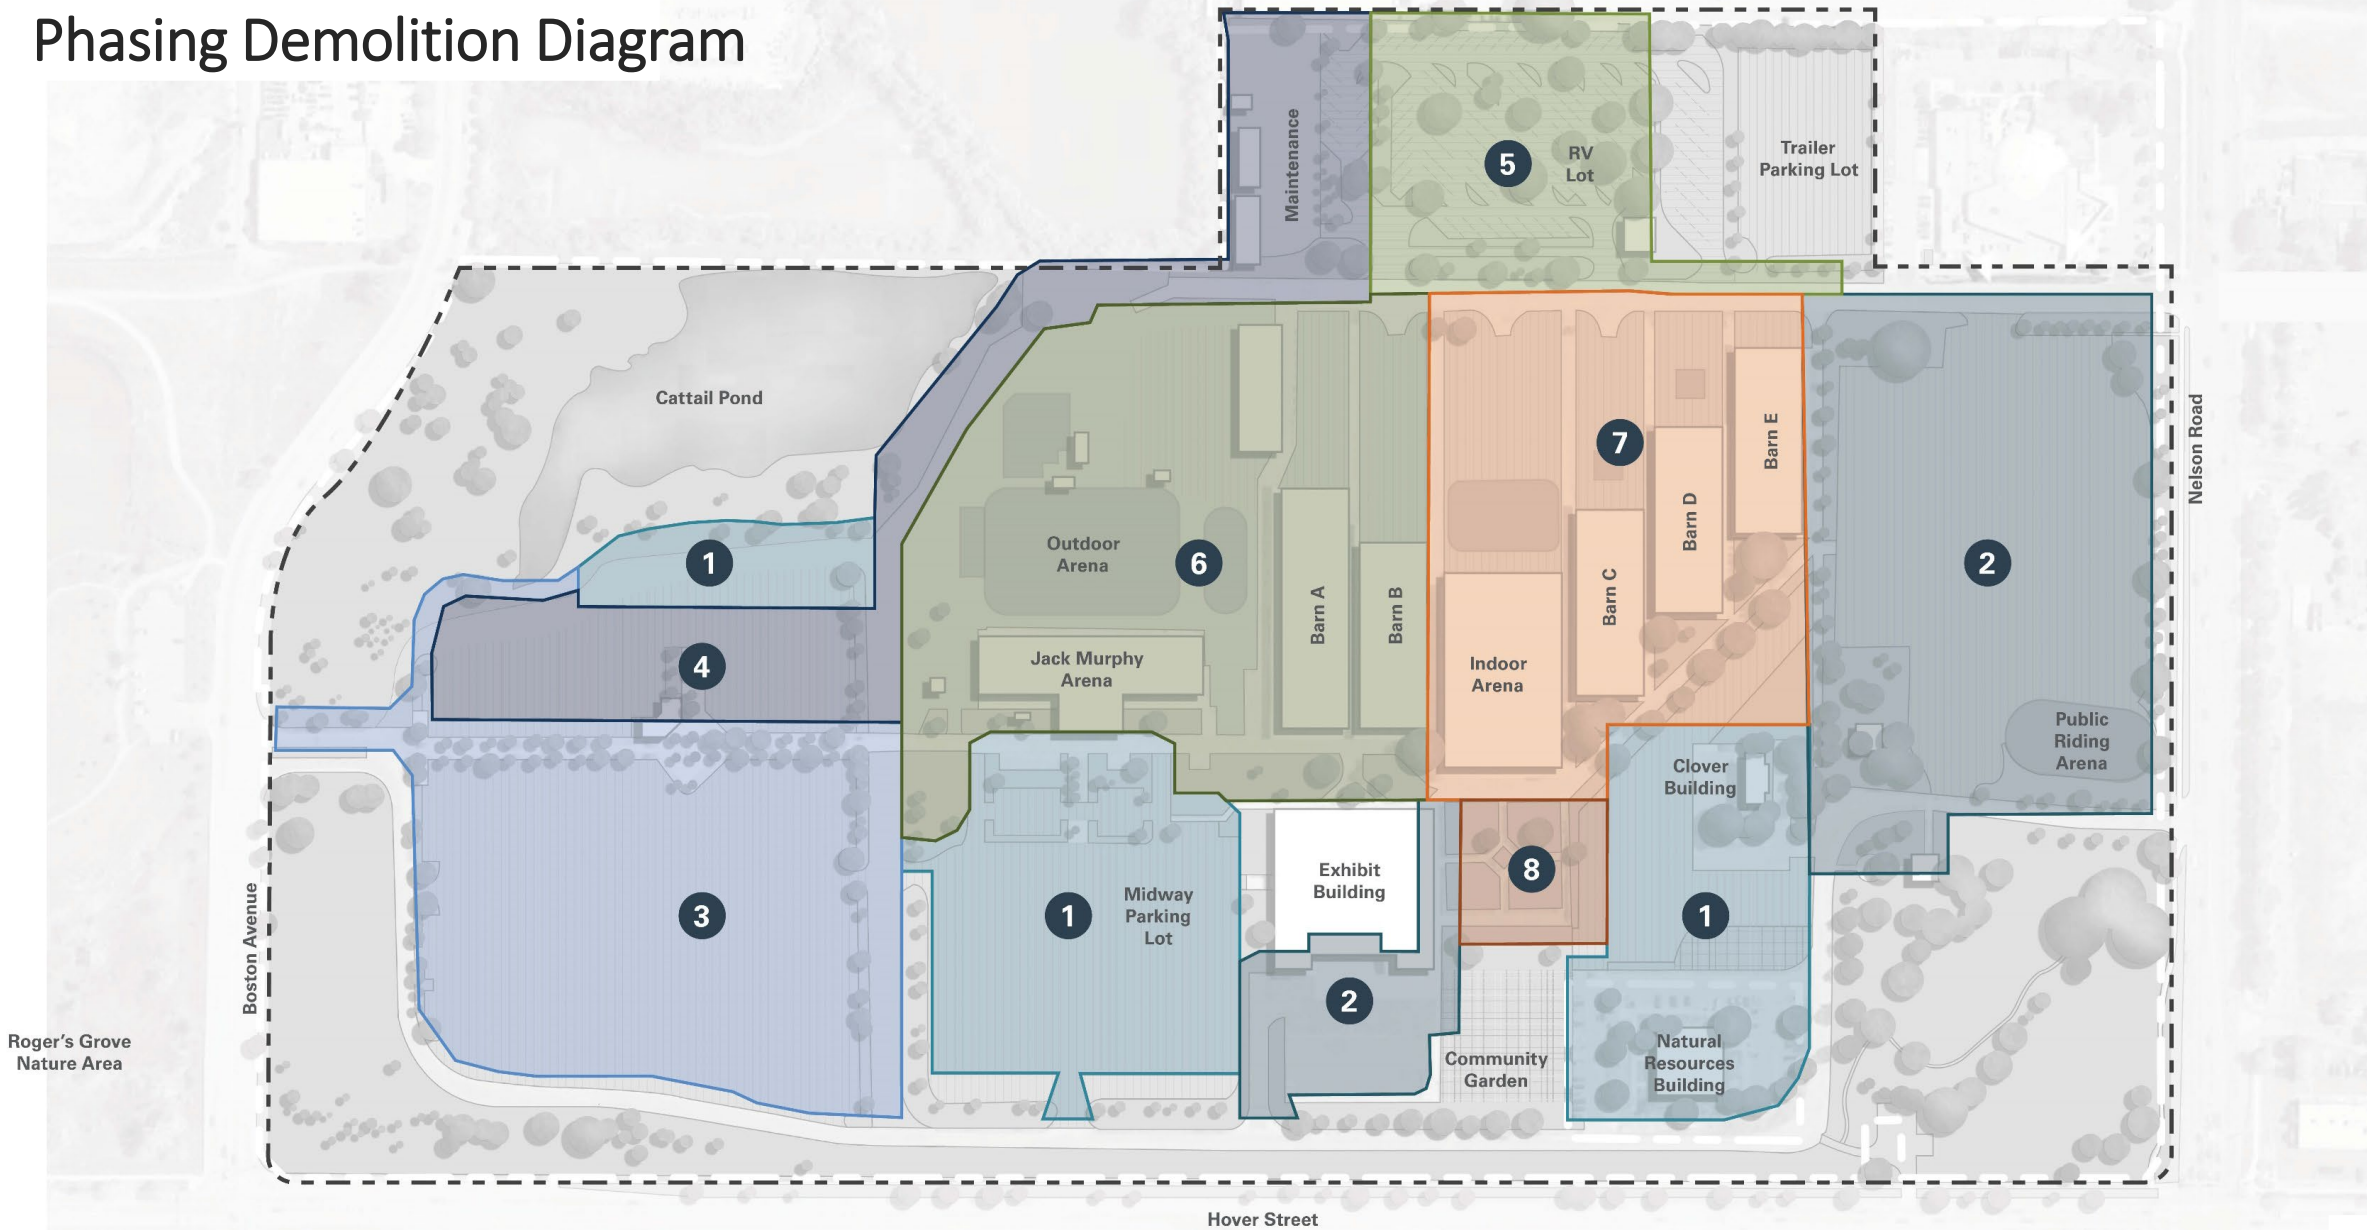 Phasing Demolition Diagram
Maintenance
5
RV
Lot
Trailer
Parking Lot
Cattail Pond
Nelson Road
7
Barn E
Barn D
1
Outdoor
Arena
6
2
Barn A
Barn B
Barn C
4
Jack Murphy
Arena
Indoor
Arena
Public
Riding
Arena
Clover
Building
Boston Avenue
3
1
Midway
Parking
Lot
Exhibit
Building
8
1
2
Roger's Grove
Nature Area
Community
Garden
Natural
Resources
Building
Hover Street